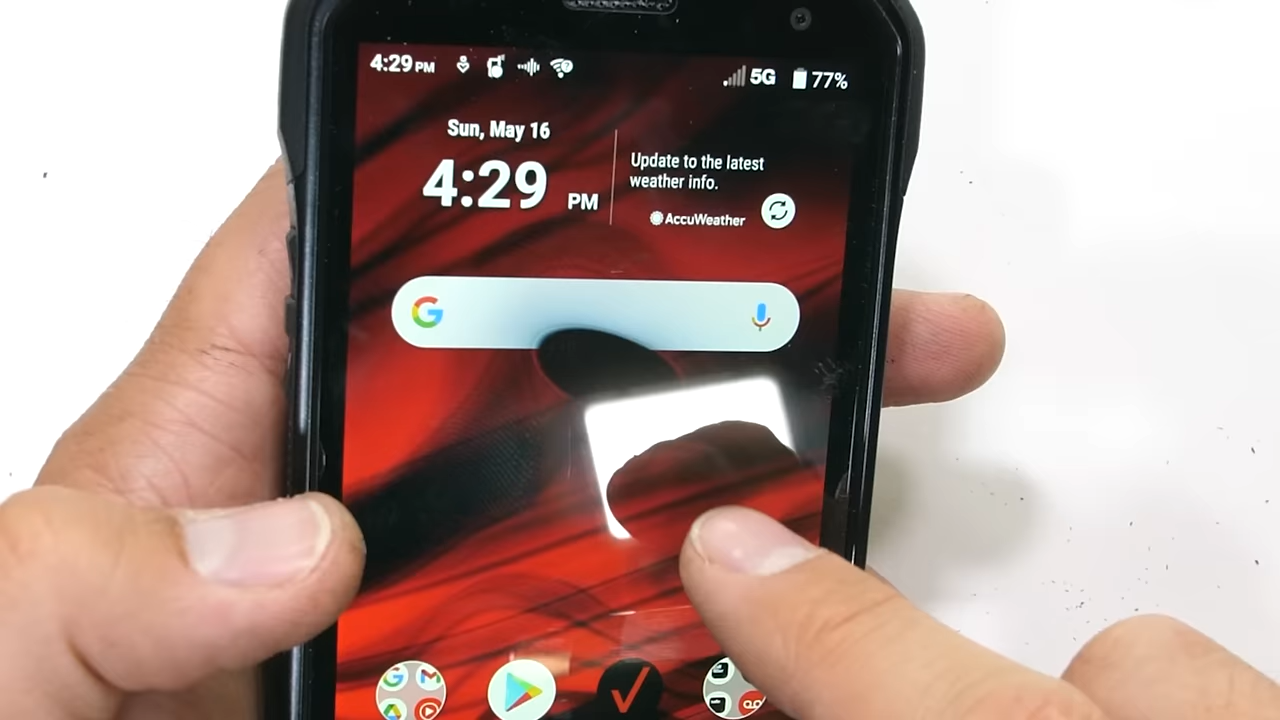 4:29 PM 5G 77%
Sun, May 16
4:29 PM
Update to the latest
weather info.
AccuWeather